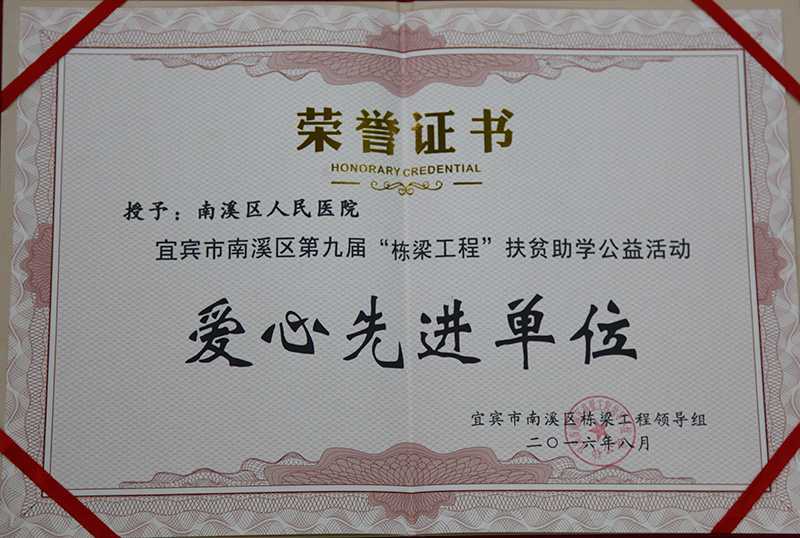 荣誉证书
HONORARY CREDENTIAL
授予：南溪区人民医院
宜宾市南溪区第九届“栋梁工程”扶贫助学公益活动
爱心先进单位
宜宾市南溪区栋梁工程领导组
二〇一六年八月